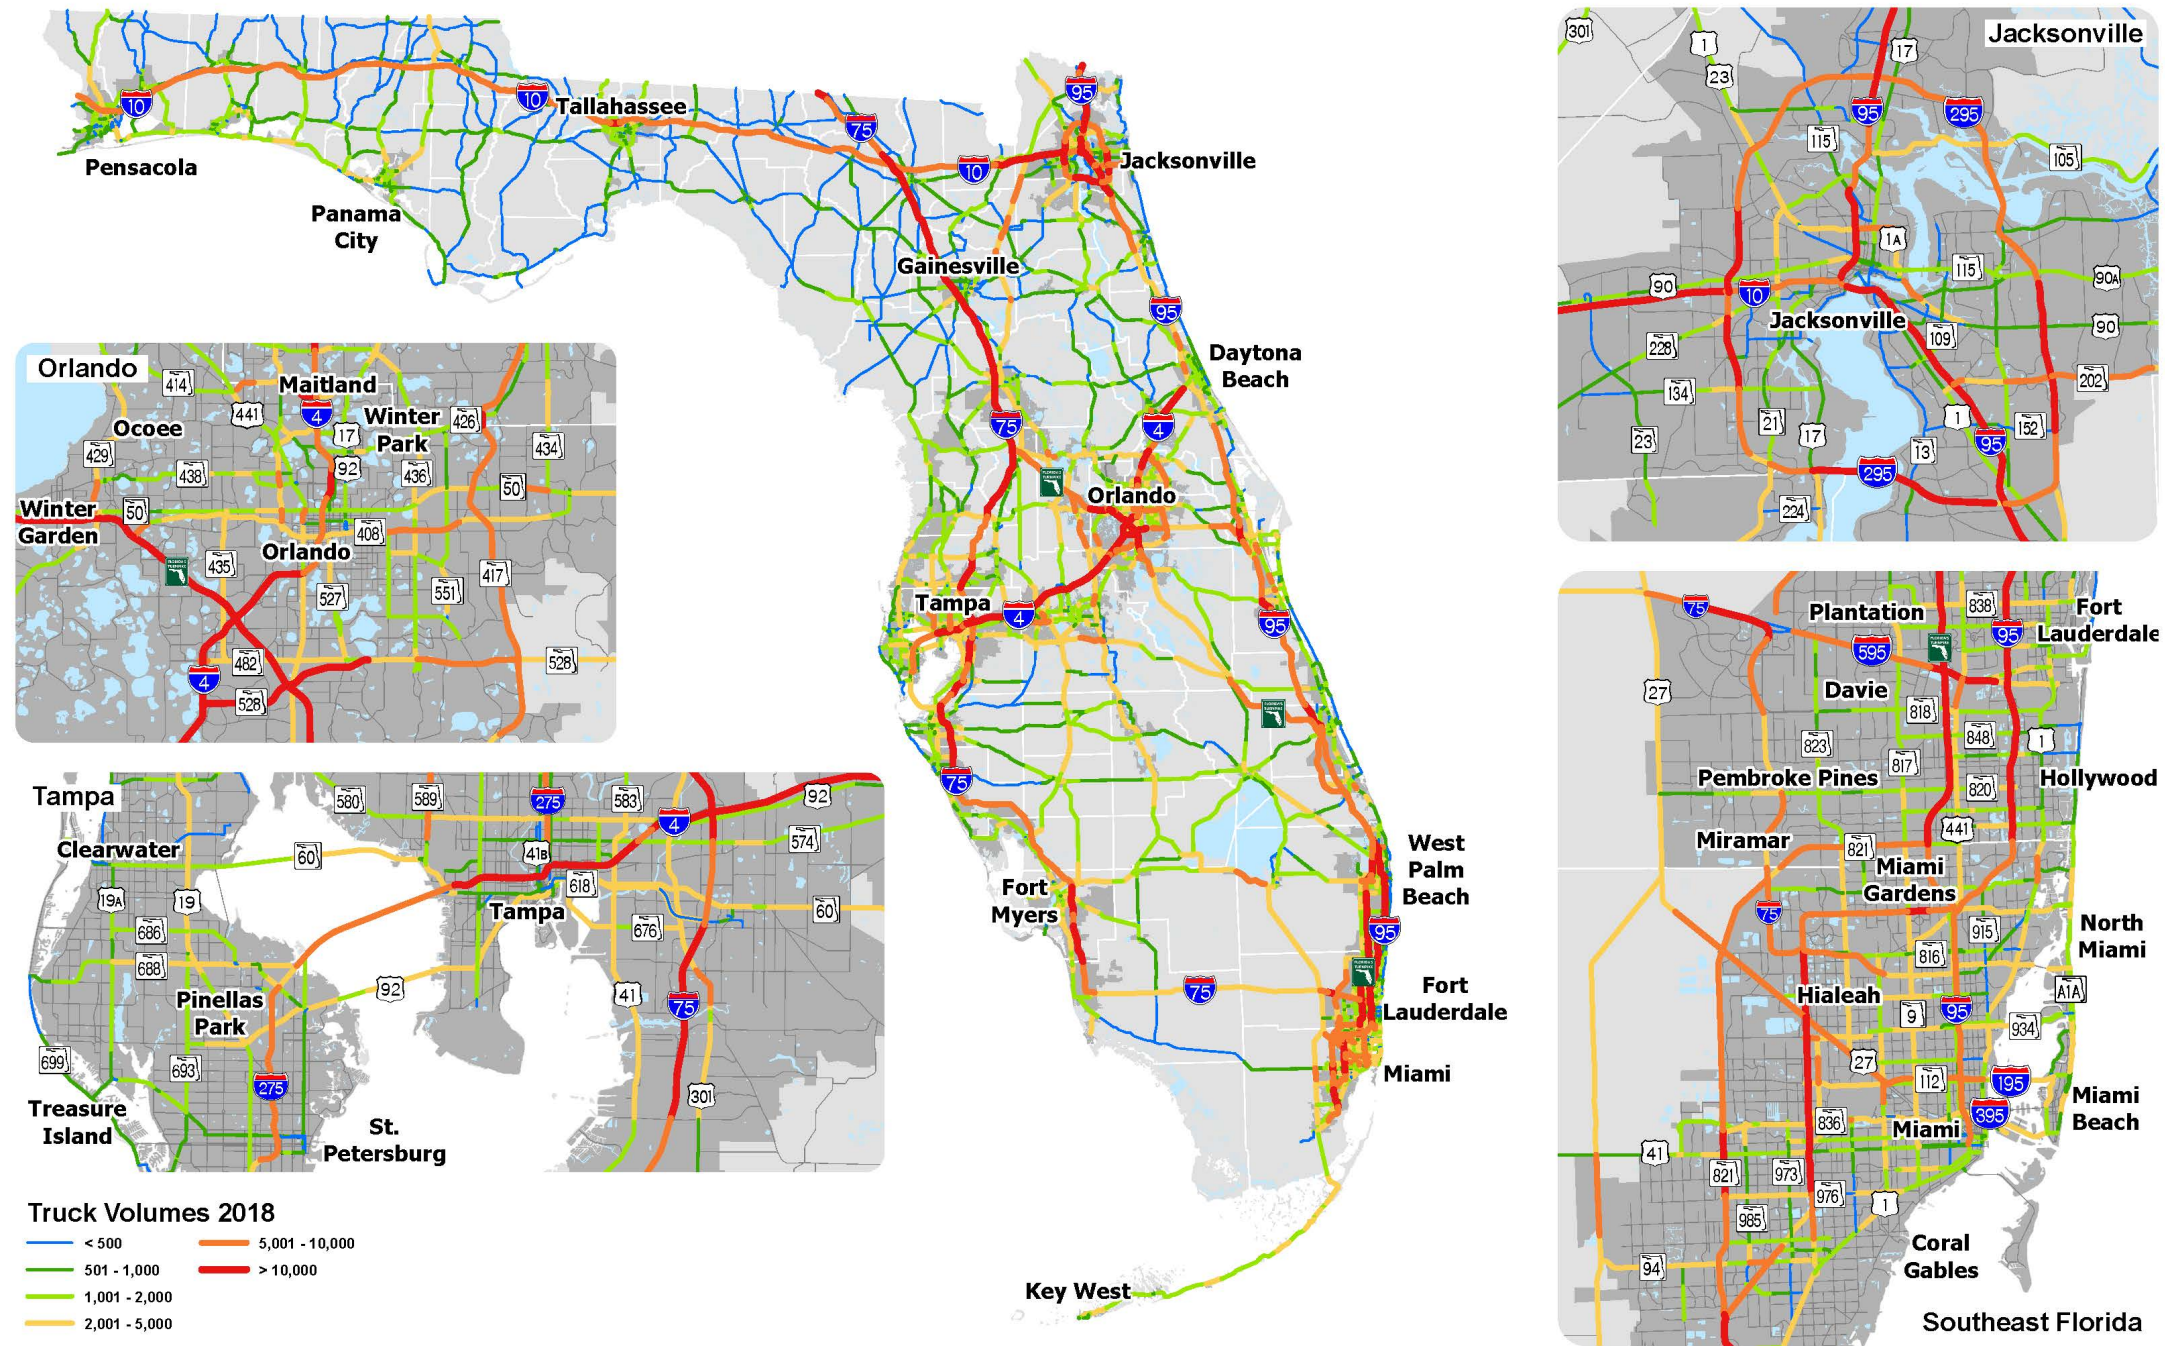 10
10
Tallahassee
75
95
Pensacola
10
Jacksonville
Panama
City
Gainesville
95
Daytona
Beach
75
4
Orlando
Tampa
4
95
75
West
Palm
Beach
Fort
Myers
95
75
Fort
Lauderdale
Miami
Key West
Orlando
414
Maitland
441
4
Winter
Park
426
Ocoee
17
429
434
92
438
436
50
Winter
Garden
50
408
Orlando
435
417
527
551
482
528
4
528
Tampa
580
589
275
583
4
92
574
Clearwater
60
41B
618
19A
19
Tampa
60
686
676
688
92
Pinellas
Park
41
75
699
693
275
301
Treasure
Island
St.
Petersburg
Truck Volumes 2018
< 500
501 - 1,000
1,001 - 2,000
2,001 - 5,000
5,001 - 10,000
> 10,000
301
1
17
Jacksonville
23
95
295
115
105
1A
115
90A
90
10
Jacksonville
90
228
109
134
202
21
17
1
152
23
13
95
295
224
75
Plantation
838
Fort
Lauderdale
95
595
27
Davie
818
823
848
1
817
Pembroke Pines
820
Hollywood
441
Miramar
821
Miami
Gardens
75
915
North
Miami
816
Hialeah
A1A
9
95
934
27
112
195
Miami
Beach
395
836
Miami
41
821
973
976
1
985
Coral
Gables
94
Southeast Florida